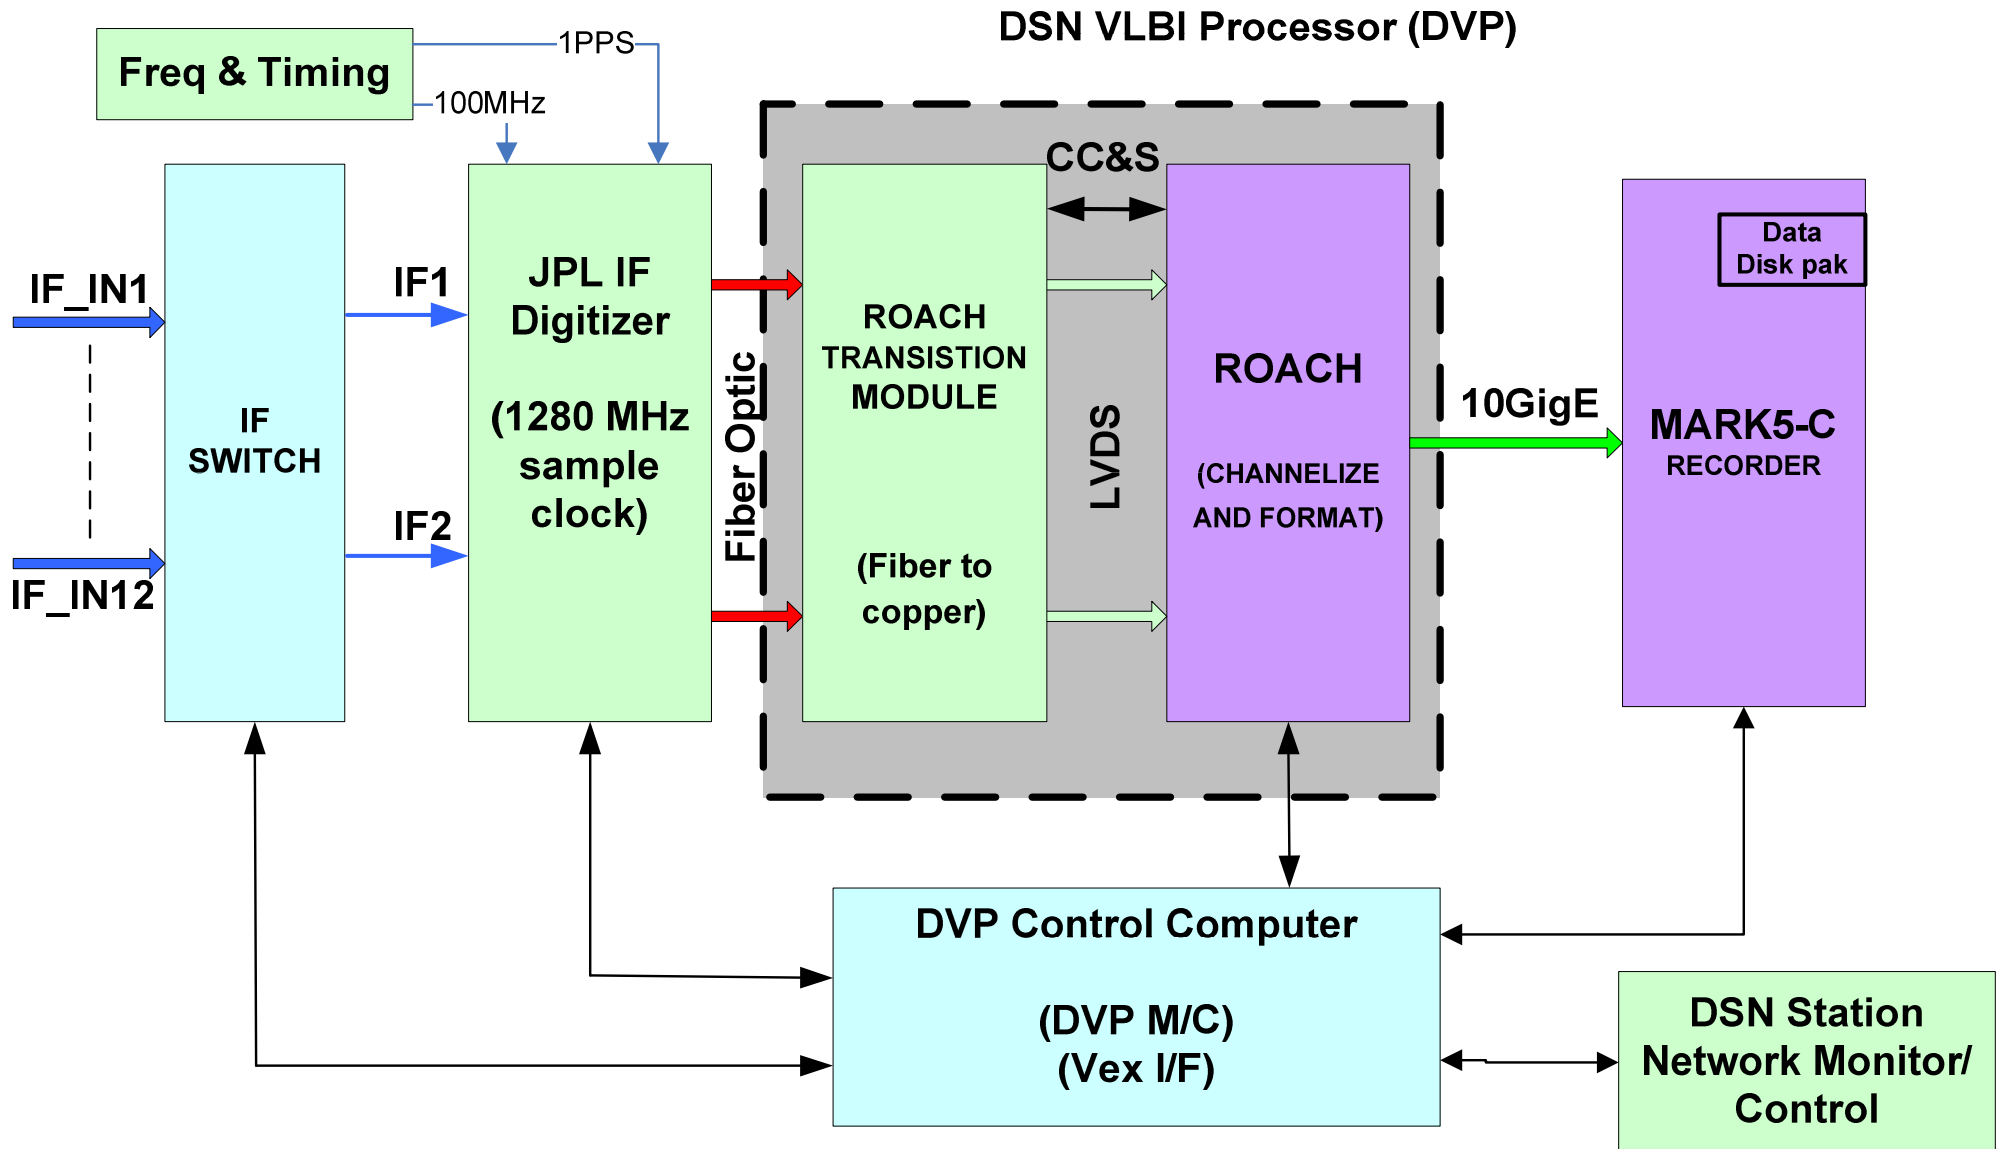 DSN VLBI Processor (DVP)
Freq & Timing
1PPS
100MHz
CC&S
IF_IN1
IF_IN12
IF
SWITCH
IF1
IF2
JPL IF
Digitizer
(1280 MHz
sample
clock)
Fiber Optic
ROACH
TRANSISTION
MODULE
(Fiber to
copper)
LVDS
ROACH
(CHANNELIZE
AND FORMAT)
10GigE
Data
Disk pak
MARK5-C
RECORDER
DVP Control Computer
(DVP M/C)
(Vex I/F)
DSN Station
Network Monitor/
Control